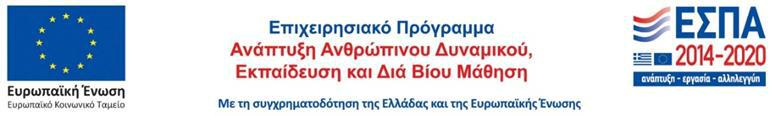 Ευρωπαϊκή Ένωση
Ευρωπαϊκό Κοινωνικό Ταμείο
Επιχειρησιακό Πρόγραμμα
Ανάπτυξη Ανθρώπινου Δυναμικού,
Εκπαίδευση και Διά Βίου Μάθηση
Με τη συγχρηματοδότηση της Ελλάδας και της Ευρωπαϊκής Ένωσης
ΕΣΠΑ
2014-2020
ανάπτυξη - εργασία - αλληλεγγύη